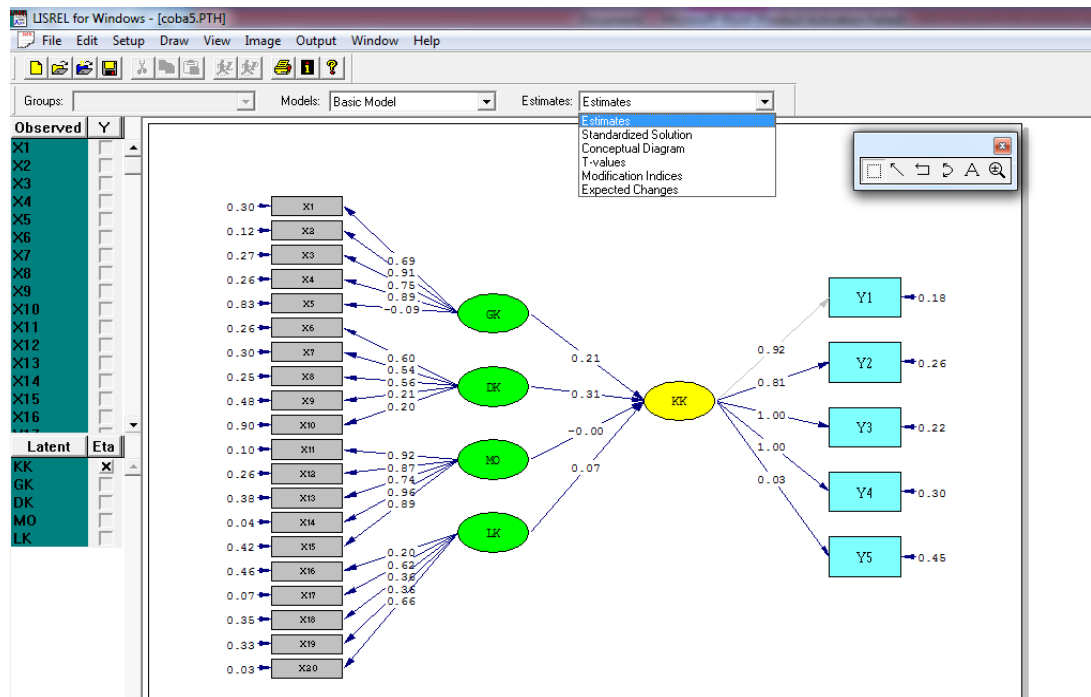 LISREL for Windows - [coba5.PTH]
File Edit Setup Draw View Image Output Window Help
Groups: Models: Basic Model Estimates: Estimates
Estimates
Standardized Solution
Conceptual Diagram
T-values
Modification Indices
Expected Changes
Observed Y
X1
X2
X3
X4
X5
X6
X7
X8
X9
X10
X11
X12
X13
X14
X15
X16
Latent Eta
KK X
GK
DK
MO
LK
0.30 X1
0.12 X2
0.27 X3
0.26 X4
0.83 X5
0.26 X6
0.30 X7
0.25 X8
0.48 X9
0.90 X10
0.10 X11
0.26 X12
0.38 X13
0.04 X14
0.42 X15
0.46 X16
0.07 X17
0.35 X18
0.33 X19
0.03 X20
0.69
0.91
0.75
0.89
-0.09
0.60
0.54
0.56
0.21
0.20
0.92
0.87
0.74
0.96
0.89
0.20
0.62
0.36
0.36
0.66
GK
DK
MO
LK
0.21
0.31
-0.00
0.07
KK
0.92
0.81
1.00
1.00
0.03
Y1 0.18
Y2 0.26
Y3 0.22
Y4 0.30
Y5 0.45
A